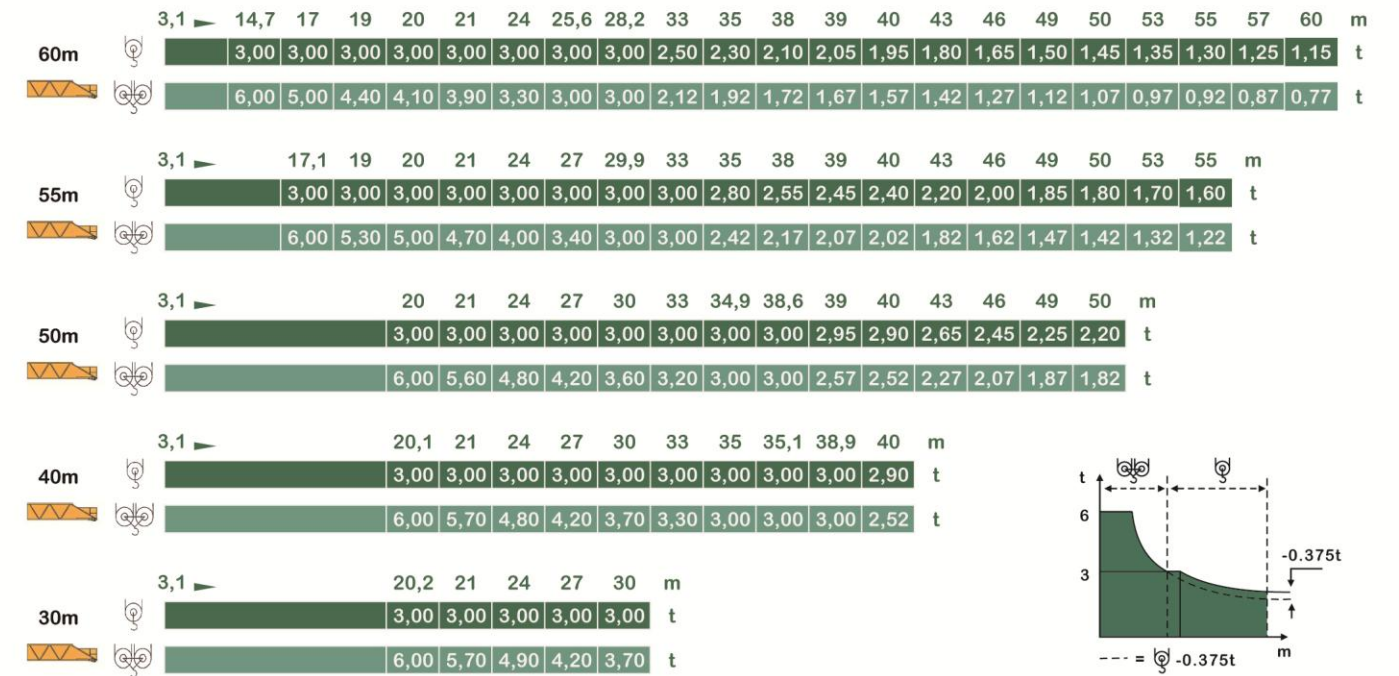 3,1 14,7 17 19 20 21 24 25,6 28,2 33 35 38 39 40 43 46 49 50 53 55 57 60 m
60m 3,00 3,00 3,00 3,00 3,00 3,00 3,00 3,00 2,50 2,30 2,10 2,05 1,95 1,80 1,65 1,50 1,45 1,35 1,30 1,25 1,15 t
6,00 5,00 4,40 4,10 3,90 3,30 3,00 3,00 2,12 1,92 1,72 1,67 1,57 1,42 1,27 1,12 1,07 0,97 0,92 0,87 0,77 t
3,1 17,1 19 20 21 24 27 29,9 33 35 38 39 40 43 46 49 50 53 55 m
55m 3,00 3,00 3,00 3,00 3,00 3,00 3,00 3,00 2,80 2,55 2,45 2,40 2,20 2,00 1,85 1,80 1,70 1,60 t
6,00 5,30 5,00 4,70 4,00 3,40 3,00 3,00 2,42 2,17 2,07 2,02 1,82 1,62 1,47 1,42 1,32 1,22 t
3,1 20 21 24 27 30 33 34,9 38,6 39 40 43 46 49 50 m
50m 3,00 3,00 3,00 3,00 3,00 3,00 3,00 3,00 2,95 2,90 2,65 2,45 2,25 2,20 t
6,00 5,60 4,80 4,20 3,60 3,20 3,00 3,00 2,57 2,52 2,27 2,07 1,87 1,82 t
3,1 20,1 21 24 27 30 33 35 35,1 38,9 40 m
40m 3,00 3,00 3,00 3,00 3,00 3,00 3,00 3,00 3,00 2,90 t
6,00 5,70 4,80 4,20 3,70 3,30 3,00 3,00 3,00 2,52 t
3,1 20,2 21 24 27 30 m
30m 3,00 3,00 3,00 3,00 3,00 t
6,00 5,70 4,90 4,20 3,70 t
t
6
-0.375t
3
m
= -0.375t